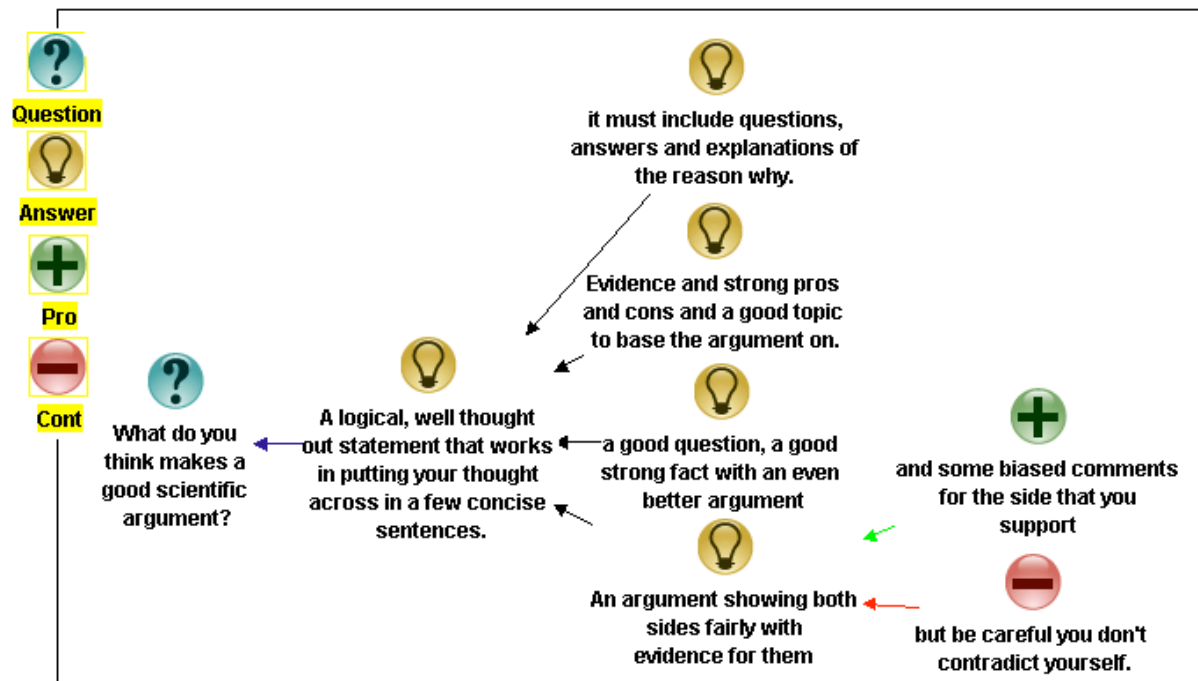 Question
Answer
Pro
Cont
What do you
think makes a
good scientific
argument?
A logical, well thought
out statement that works
in putting your thought
across in a few concise
sentences.
it must include questions,
answers and explanations of
the reason why.
Evidence and strong pros
and cons and a good topic
to base the argument on.
a good question, a good
strong fact with an even
better argument
An argument showing both
sides fairly with
evidence for them
and some biased comments
for the side that you
support
but be careful you don't
contradict yourself.